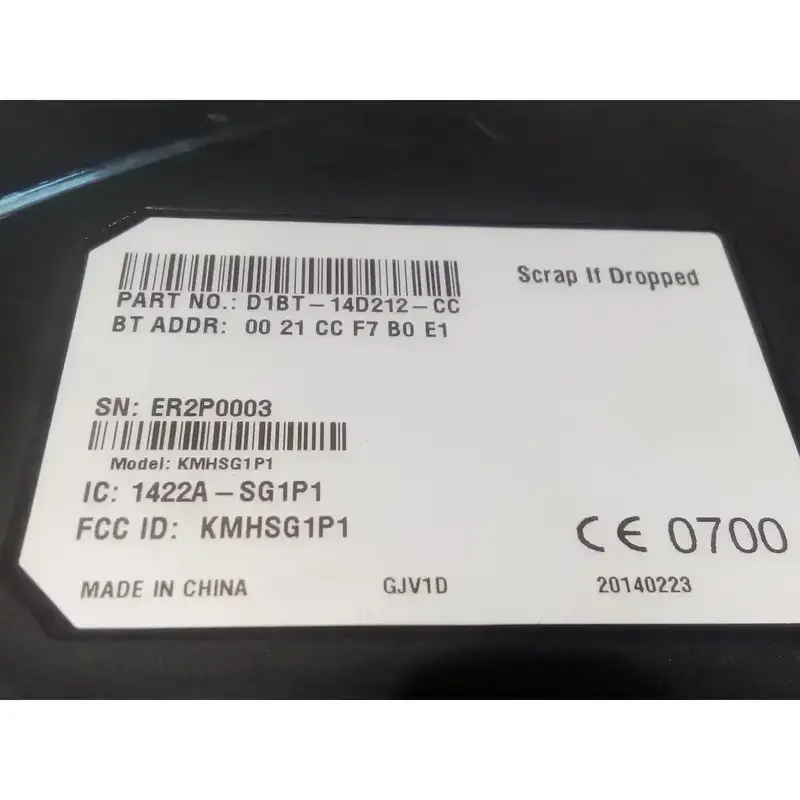 Scrap If Dropped
PART NO.: D1BT-14D212-CC
BT ADDR: 00 21 CC F7 B0 E1
SN: ER2P0003
Model: KMHSG1P1
IC: 1422A-SG1P1
FCC ID: KMHSG1P1
CE 0700
MADE IN CHINA GJV1D 20140223